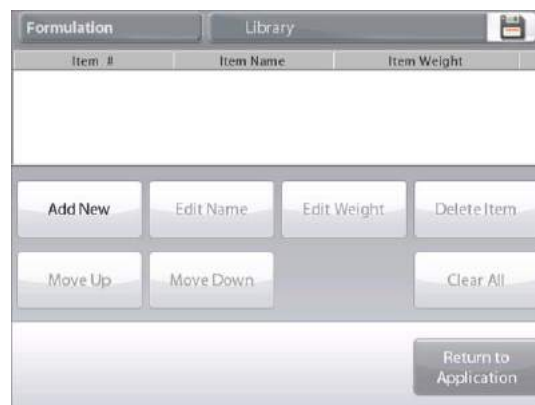 Formulation Library
Item # Item Name Item Weight
Add New Edit Name Edit Weight Delete Item
Move Up Move Down Clear All
Return to
Application